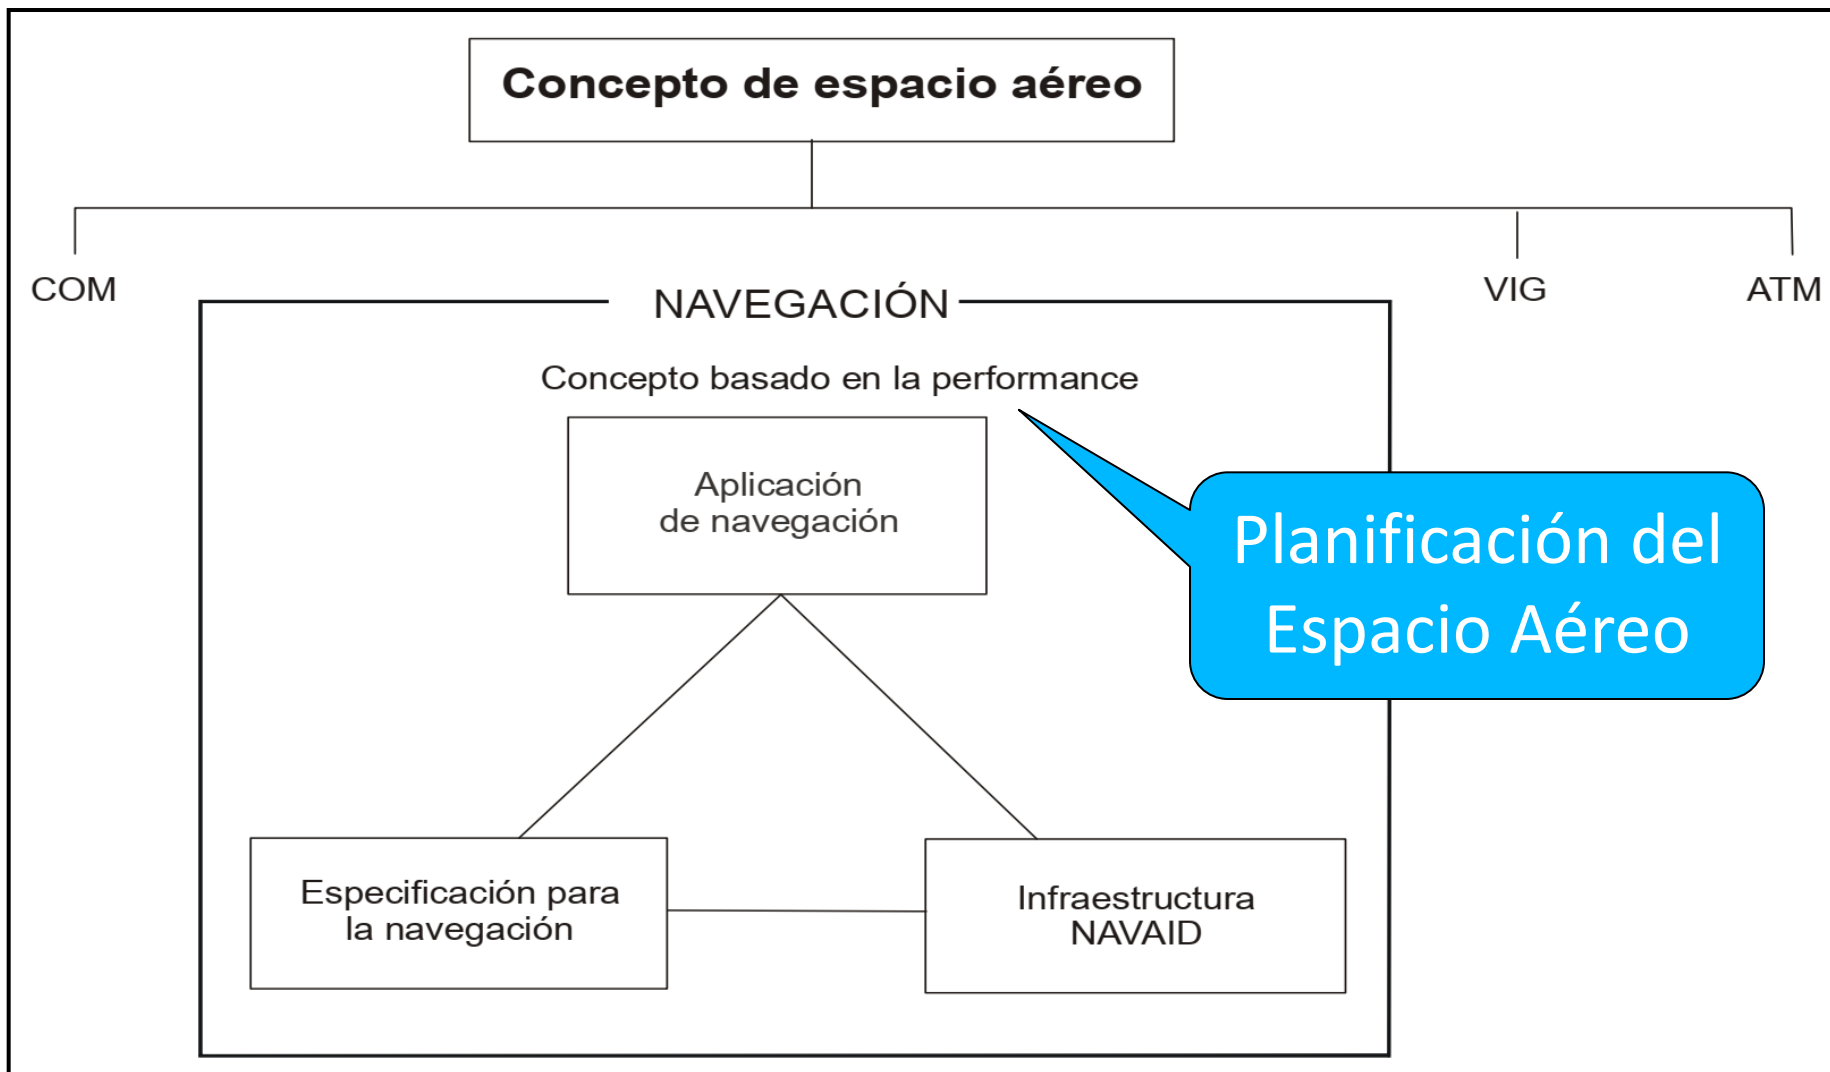 Concepto de espacio aéreo
COM
NAVEGACIÓN
VIG
ATM
Concepto basado en la performance
Aplicación
de navegación
Planificación del
Espacio Aéreo
Especificación para
la navegación
Infraestructura
NAVAID